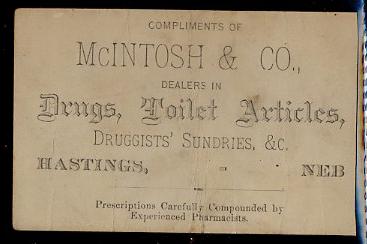 COMPLIMENTS OF
McINTOSH & CO.,
DEALERS IN
Drugs, Toilet Articles,
DRUGGISTS' SUNDRIES, &C.
HASTINGS, - NEB
Prescriptions Carefully Compounded by
Experienced Pharmacists.